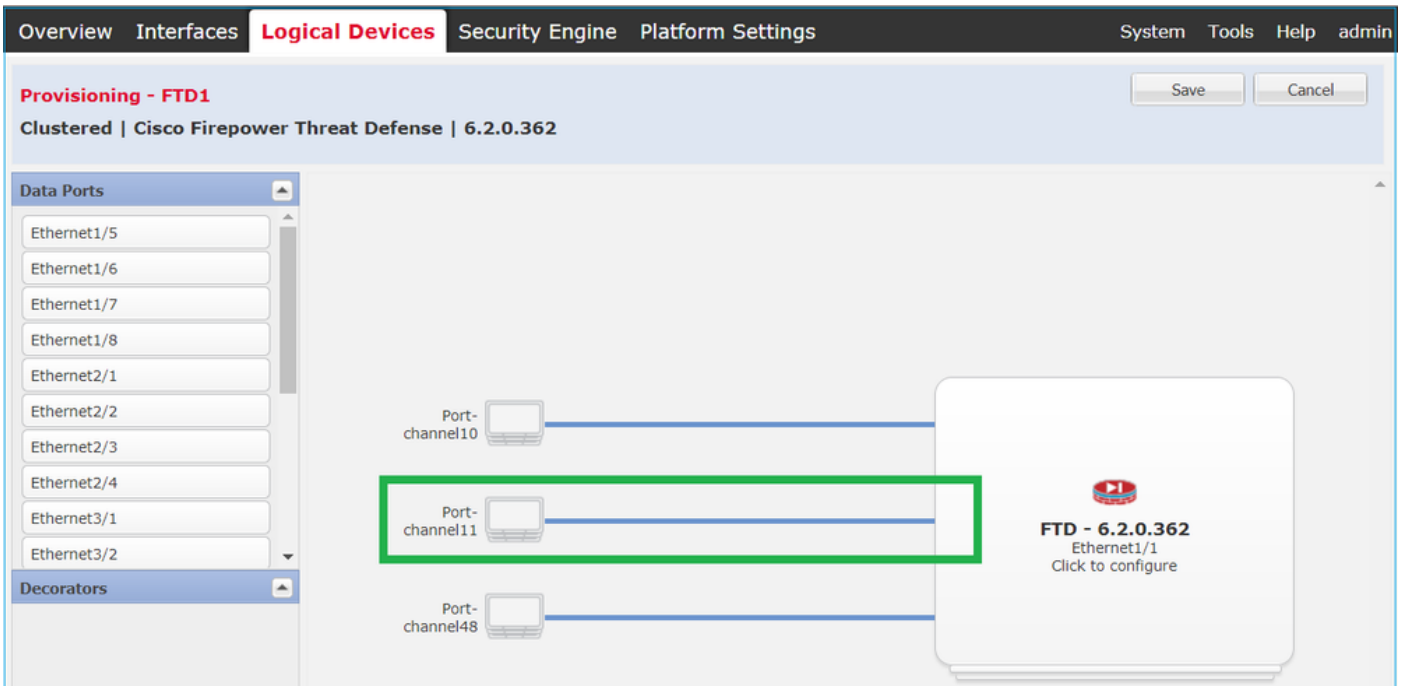 Overview Interfaces Logical Devices Security Engine Platform Settings System Tools Help admin
Provisioning - FTD1
Clustered | Cisco Firepower Threat Defense | 6.2.0.362
Save Cancel
Data Ports
Ethernet1/5
Ethernet1/6
Ethernet1/7
Ethernet1/8
Ethernet2/1
Ethernet2/2
Ethernet2/3
Ethernet2/4
Ethernet3/1
Ethernet3/2
Decorators
Port-
channel10
Port-
channel11
Port-
channel48
FTD - 6.2.0.362
Ethernet1/1
Click to configure